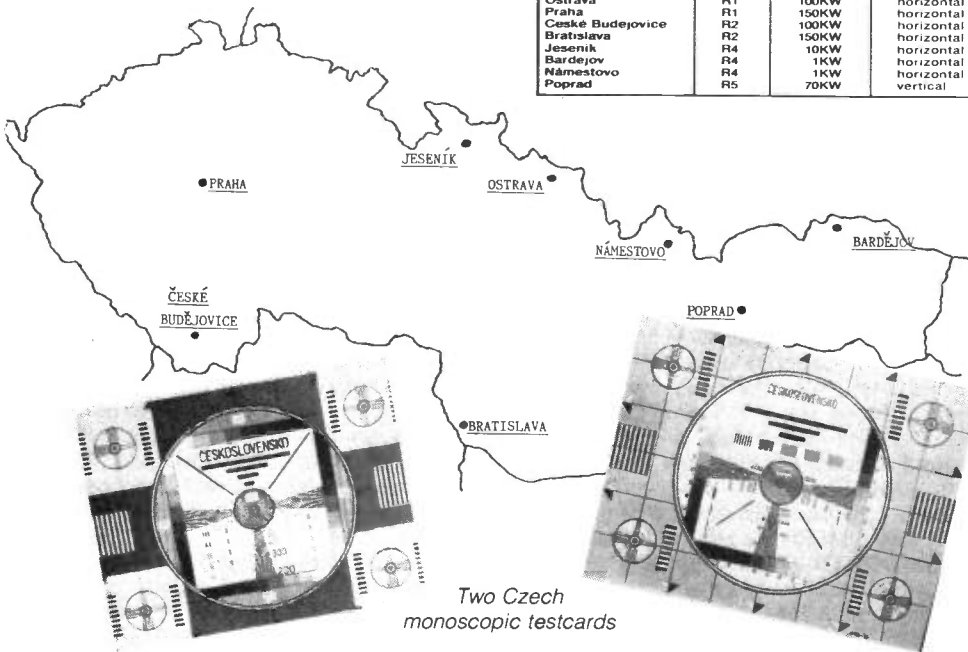 Ostrava R1 100KW horizontal
Praha R1 150KW horizontal
České Budejovice R2 100KW horizontal
Bratislava R2 150KW horizontal
Jesenik R4 10KW horizontal
Bardejov R4 1KW horizontal
Námestovo R4 1KW horizontal
Poprad R5 70KW vertical
JESENÍK
PRAHA
OSTRAVA
BARDĚJOV
NÁMESTOVO
ČESKÉ
BUDĚJOVICE
POPRAD
BRATISLAVA
ČESKOSLOVENSKO
ČESKOSLOVENSKO
Two Czech
monoscopic testcards